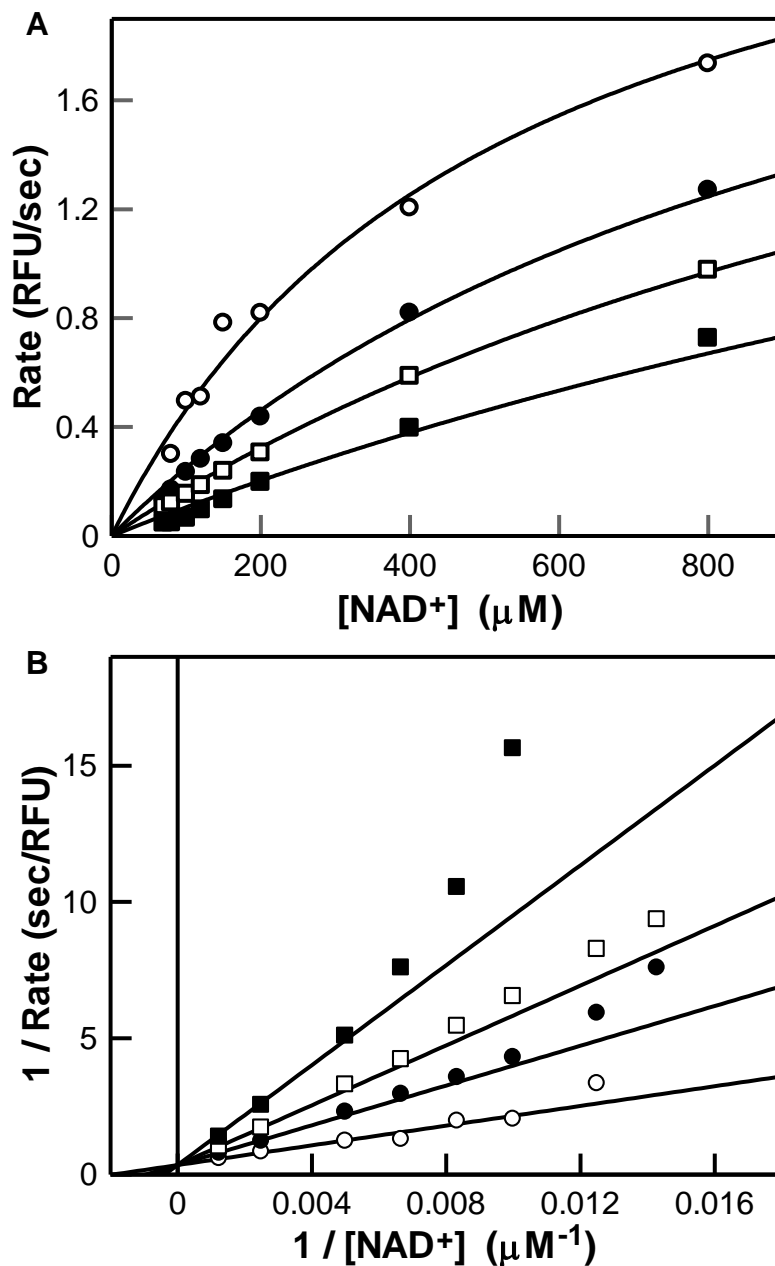 A
Rate (RFU/sec)
1.6
1.2
0.8
0.4
0
0 200 400 600 800
[NAD⁺] (μM)
B
1 / Rate (sec/RFU)
15
10
5
0
0 0.004 0.008 0.012 0.016
1 / [NAD⁺] (μM⁻¹)